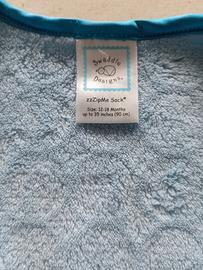 Swaddle
Designs
zzZipMe Sack®
Size: 12-18 Months
up to 35 inches (90 cm)